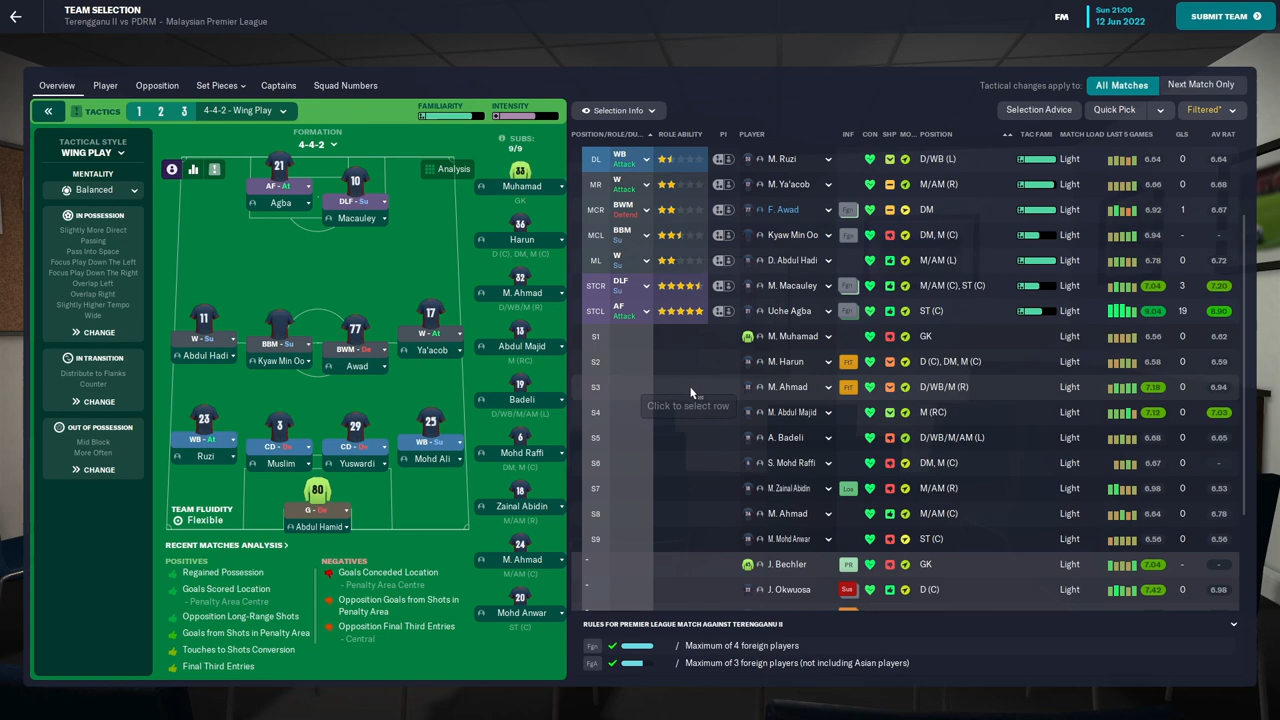 TEAM SELECTION
Terengganu II vs PDRM - Malaysian Premier League
FM
Sun 21:00
12 Jun 2022
SUBMIT TEAM
Overview Player Opposition Set Pieces Captains Squad Numbers
Tactical changes apply to: All Matches Next Match Only
TACTICS 1 2 3 4-4-2 - Wing Play
FAMILIARITY INTENSITY
Selection Info
Selection Advice Quick Pick Filtered*
TACTICAL STYLE
WING PLAY
MENTALITY
Balanced
IN POSSESSION
Slightly More Direct
Passing
Pass Into Space
Focus Play Down The Left
Overlap Left
Focus Play Down The Right
Overlap Right
Slightly Higher Tempo
Wide
CHANGE
IN TRANSITION
Distribute to Flanks
Counter
CHANGE
OUT OF POSSESSION
Mid Block
More Often
CHANGE
FORMATION
4-4-2
Analysis
21
AF - At
Agba
10
DLF - Su
Macauley
11
W - Su
Abdul Hadi
BBM - Su
Kyaw Min Oo
77
BWM - De
Awad
17
W - At
Ya'acob
23
WB - At
Ruzi
3
CD - De
Muslim
29
CD - De
Yuswardi
25
WB - Su
Mohd Ali
80
G - De
Abdul Hamid
TEAM FLUIDITY
Flexible
RECENT MATCHES ANALYSIS
POSITIVES
Regained Possession
Goals Scored Location
- Penalty Area Centre
Opposition Long-Range Shots
Goals from Shots in Penalty Area
Touches to Shots Conversion
Final Third Entries
NEGATIVES
Goals Conceded Location
- Penalty Area Centre
Opposition Goals from Shots in
Penalty Area
Opposition Final Third Entries
- Central
SUBS:
9/9
33
Muhamad
GK
36
Harun
D (C), DM, M (C)
32
M. Ahmad
D/WB/M (R)
13
Abdul Majid
M (RC)
19
Badeli
D/WB/M/AM (L)
6
Mohd Raffi
DM, M (C)
18
Zainal Abidin
M/AM (R)
24
M. Ahmad
M/AM (C)
20
Mohd Anwar
ST (C)
POSITION/ROLE/DU... ROLE ABILITY PI PLAYER INF CON SHP MO... POSITION TAC FAMI MATCH LOAD LAST 5 GAMES GLS AV RAT
DL WB Attack M. Ruzi D/WB (L) Light 6.64 0 6.64
MR W Attack M. Ya'acob M/AM (R) Light 6.66 0 6.68
MCR BWM Defend F. Awad Fgn DM Light 6.92 1 6.67
MCL BBM Su Kyaw Min Oo Fgn DM, M (C) Light 6.94 - -
ML W Su D. Abdul Hadi M/AM (L) Light 6.78 0 6.72
STCR DLF Su M. Macauley Fgn M/AM (C), ST (C) Light 7.04 3 7.20
STCL AF Attack Uche Agba Fgn ST (C) Light 9.04 19 8.90
S1 M. Muhamad GK Light 6.56 0 6.62
S2 M. Harun FIT D (C), DM, M (C) Light 6.58 0 6.59
S3 M. Ahmad FIT D/WB/M (R) Light 7.18 0 6.94
Click to select row
S4 M. Abdul Majid M (RC) Light 7.12 0 7.03
S5 A. Badeli D/WB/M/AM (L) Light 6.68 0 6.65
S6 S. Mohd Raffi DM, M (C) Light 6.67 0 -
S7 M. Zainal Abidin Loa M/AM (R) Light 6.98 0 6.53
S8 M. Ahmad M/AM (C) Light 6.64 0 6.78
S9 M. Mohd Anwar ST (C) Light 6.56 0 6.56
- J. Bechler PR GK Light 7.04 - -
- J. Okwuosa Sus D (C) Light 7.42 0 6.98
RULES FOR PREMIER LEAGUE MATCH AGAINST TERENGGANU II
Fgn / Maximum of 4 foreign players
FgA / Maximum of 3 foreign players (not including Asian players)